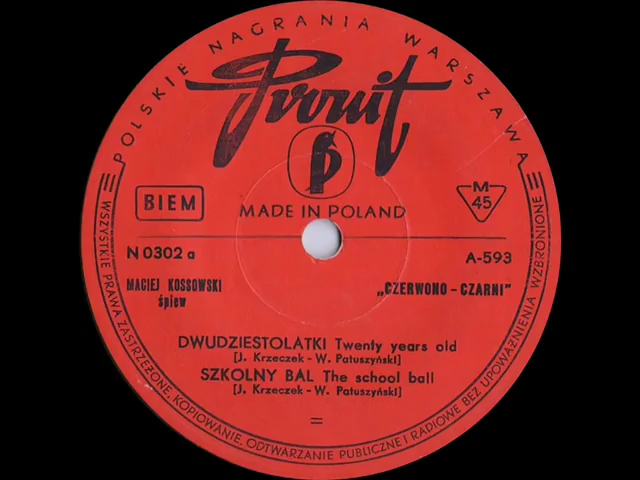 POLSKIE NAGRANIA WARSZAWA
Pronit
BIEM
M
45
MADE IN POLAND
N 0302 a
A-593
MACIEJ KOSSOWSKI
śpiew
„CZERWONO - CZARNI"
DWUDZIESTOLATKI Twenty years old
[J. Krzeczek - W. Patuszyński]
SZKOLNY BAL The school ball
[J. Krzeczek - W. Patuszyński]
= WSZYSTKIE PRAWA ZASTRZEŻONE, KOPIOWANIE, ODTWARZANIE PUBLICZNE I RADIOWE BEZ UPOWAŻNIENIA WZBRONIONE =